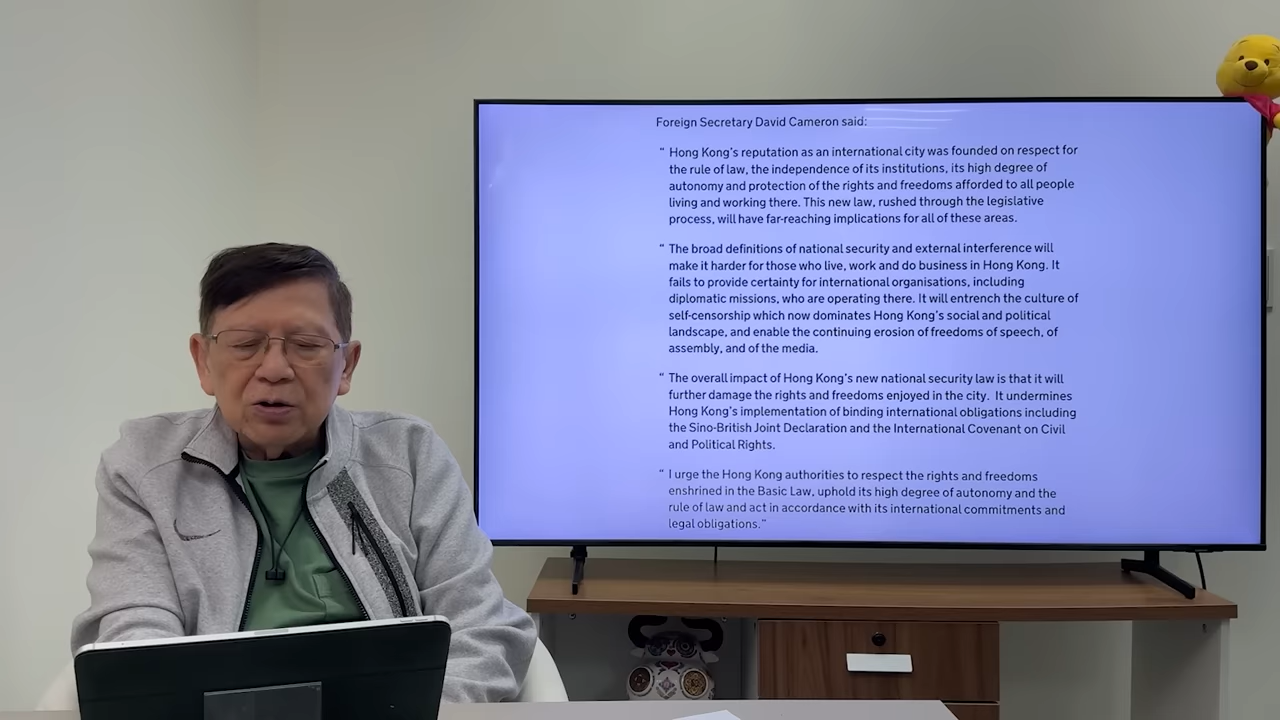 Foreign Secretary David Cameron said:
“ Hong Kong’s reputation as an international city was founded on respect for
the rule of law, the independence of its institutions, its high degree of
autonomy and protection of the rights and freedoms afforded to all people
living and working there. This new law, rushed through the legislative
process, will have far-reaching implications for all of these areas.
“ The broad definitions of national security and external interference will
make it harder for those who live, work and do business in Hong Kong. It
fails to provide certainty for international organisations, including
diplomatic missions, who are operating there. It will entrench the culture of
self-censorship which now dominates Hong Kong’s social and political
landscape, and enable the continuing erosion of freedoms of speech, of
assembly, and of the media.
“ The overall impact of Hong Kong’s new national security law is that it will
further damage the rights and freedoms enjoyed in the city. It undermines
Hong Kong’s implementation of binding international obligations including
the Sino-British Joint Declaration and the International Covenant on Civil
and Political Rights.
“ I urge the Hong Kong authorities to respect the rights and freedoms
enshrined in the Basic Law, uphold its high degree of autonomy and the
rule of law and act in accordance with its international commitments and
legal obligations.”